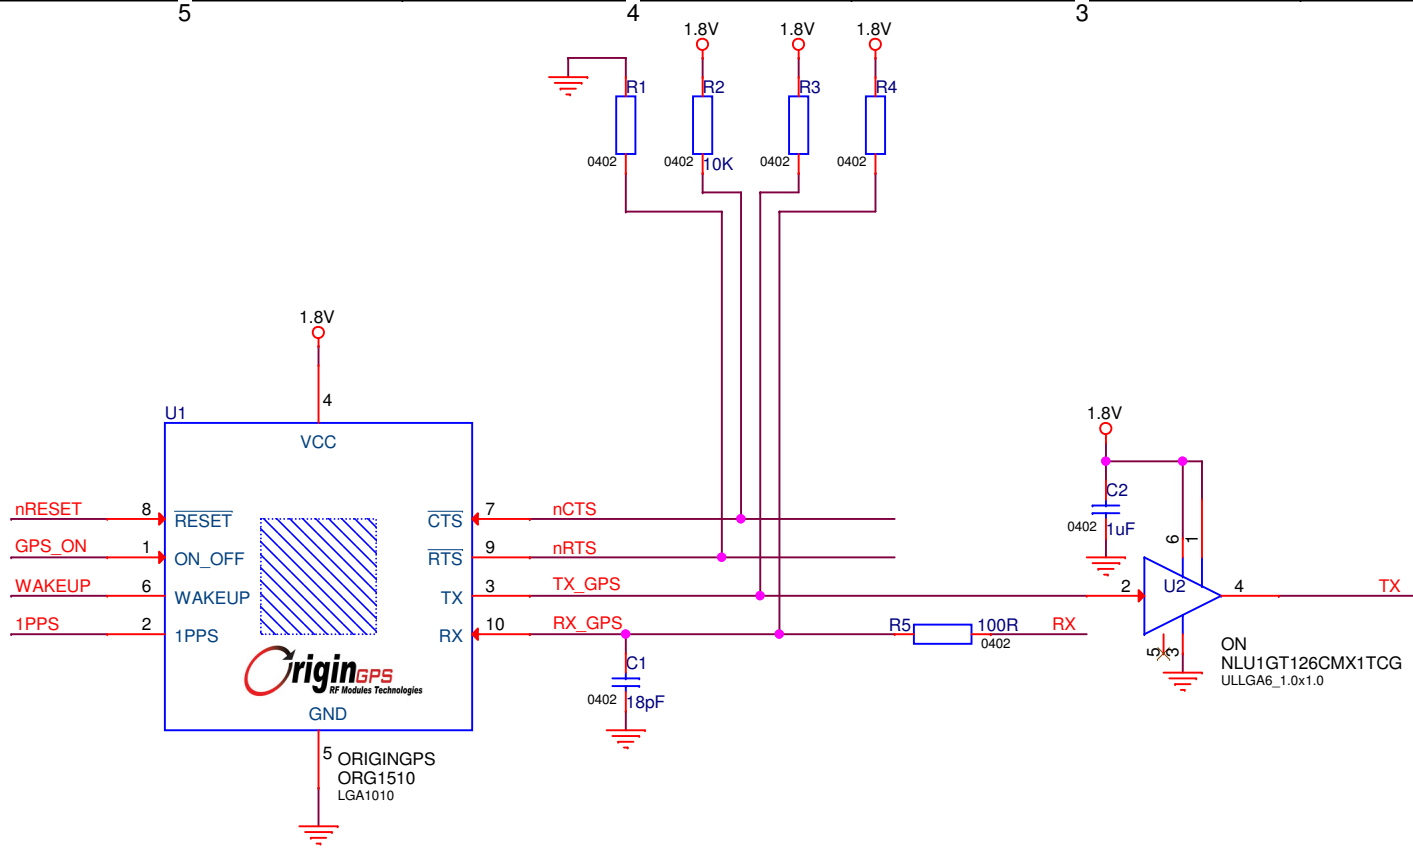 5 4 3
1.8V 1.8V 1.8V
R1 R2 R3 R4
0402 0402 10K 0402 0402
1.8V
4
U1
VCC
1.8V
C2
0402 1uF
6 1
nRESET 8 RESET CTS 7 nCTS
GPS_ON 1 ON_OFF RTS 9 nRTS
WAKEUP 6 WAKEUP TX 3 TX_GPS 2 U2 4 TX
1PPS 2 1PPS RX 10 RX_GPS R5 100R RX
0402
5 3
ON
NLU1GT126CMX1TCG
ULLGA6_1.0x1.0
C1
0402 18pF
OriginGPS
RF Modules Technologies
GND
5
ORIGINGPS
ORG1510
LGA1010